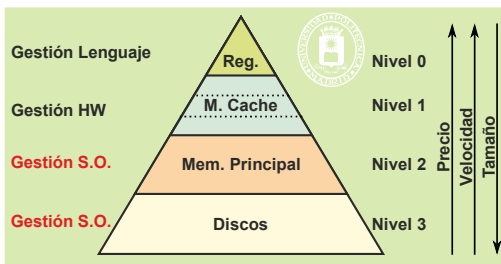 Gestión Lenguaje
Reg.
Nivel 0
Gestión HW
M. Cache
Nivel 1
Gestión S.O.
Mem. Principal
Nivel 2
Gestión S.O.
Discos
Nivel 3
Precio
Velocidad
Tamaño